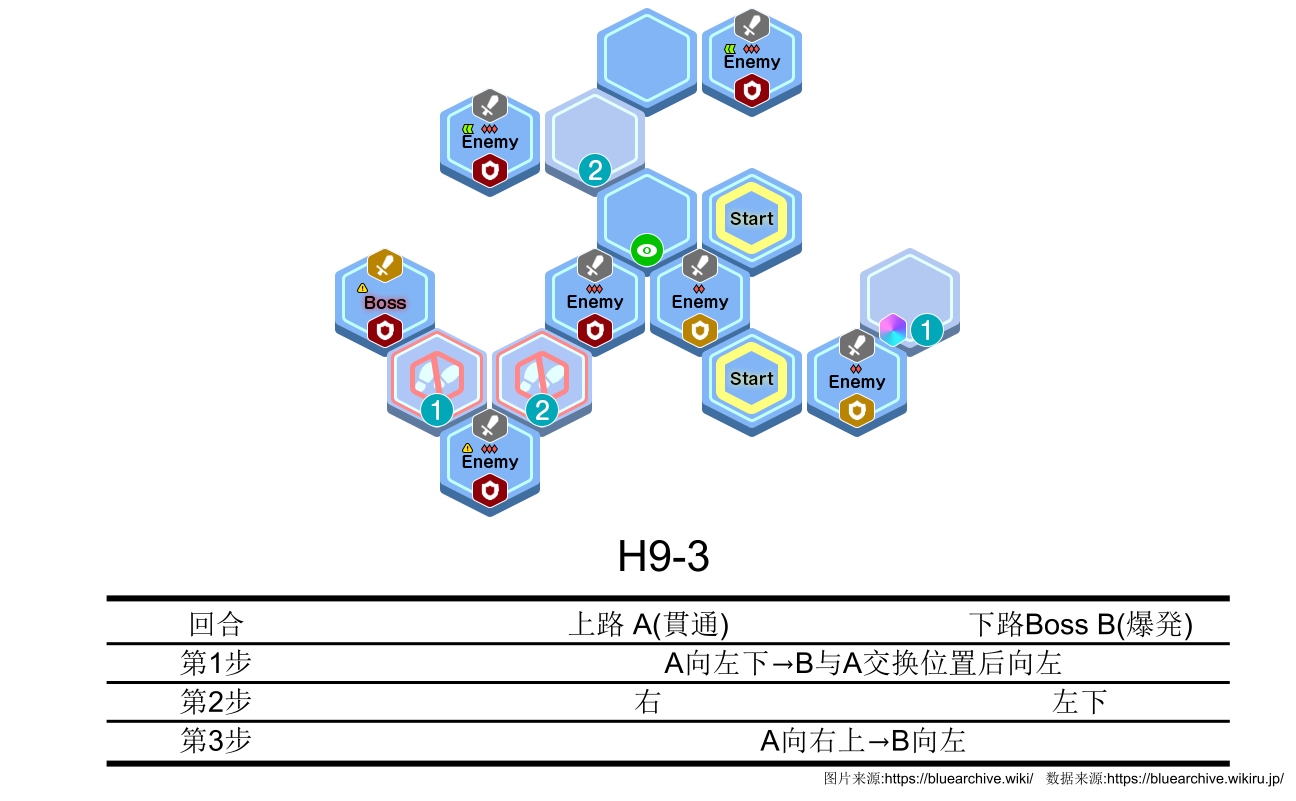 Enemy
Enemy
2
Start
Boss
Enemy
Enemy
1
Start
Enemy
1
2
Enemy
H9-3
回合 上路 A(貫通) 下路Boss B(爆発)
第1步 A向左下→B与A交换位置后向左
第2步 右 左下
第3步 A向右上→B向左
图片来源:https://bluearchive.wiki/ 数据来源:https://bluearchive.wikiru.jp/